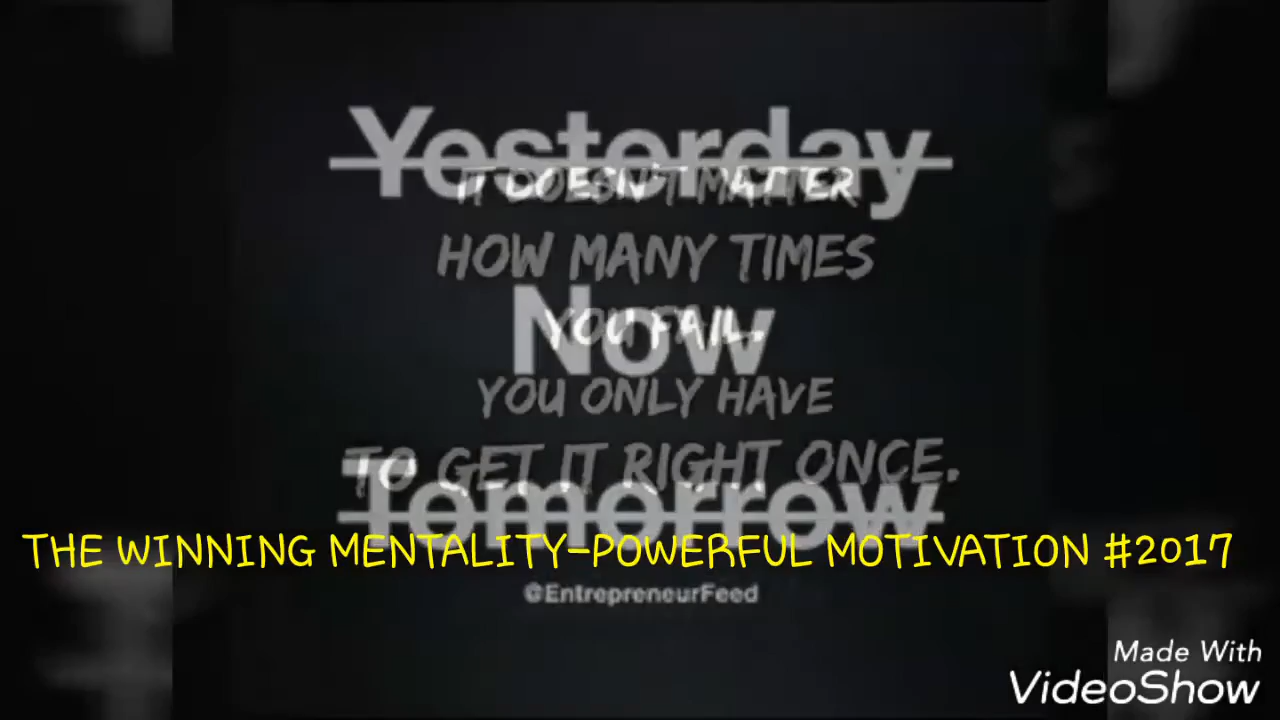 Yesterday
IT DOESN'T MATTER
HOW MANY TIMES
Now
YOU FAIL.
YOU ONLY HAVE
TO GET IT RIGHT ONCE.
Tomorrow
THE WINNING MENTALITY-POWERFUL MOTIVATION #2017
@EntrepreneurFeed
Made With
VideoShow